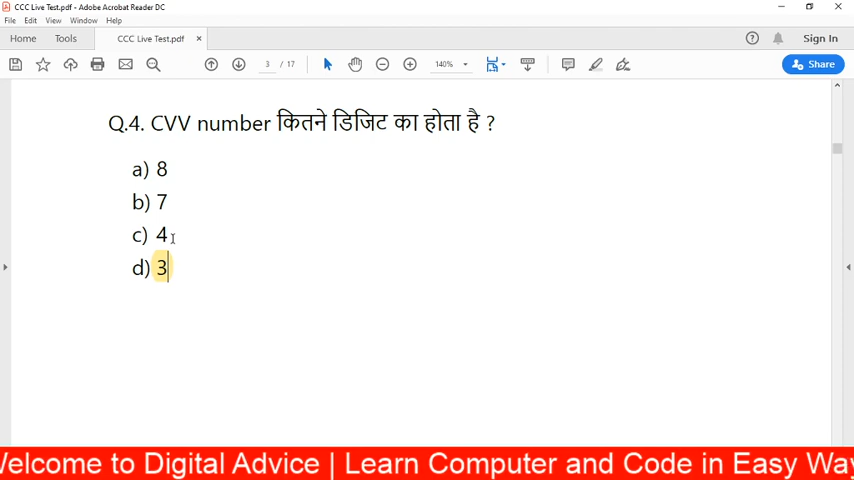 CCC Live Test.pdf - Adobe Acrobat Reader DC
File Edit View Window Help
Home Tools CCC Live Test.pdf × Sign In
3 / 17 140% Share
Q.4. CVV number कितने डिजिट का होता है ?
a) 8
b) 7
c) 4
d) 3
Welcome to Digital Advice | Learn Computer and Code in Easy Way